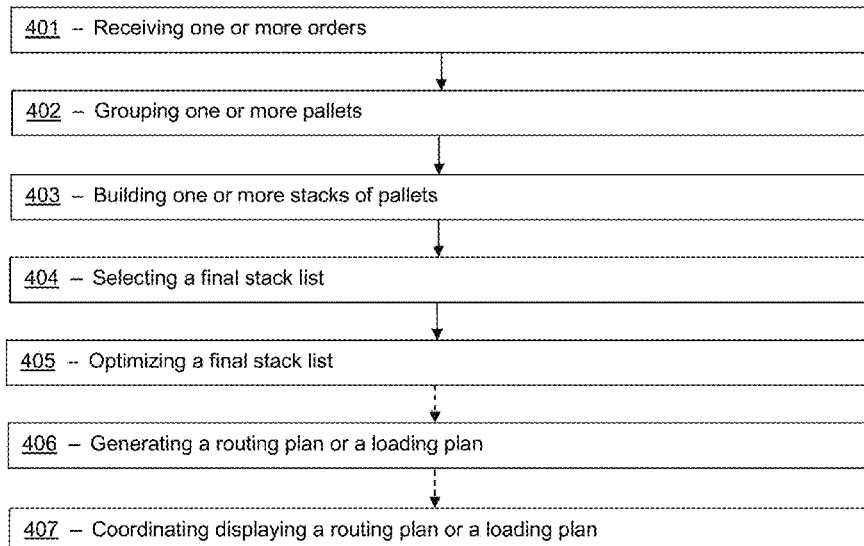 401 – Receiving one or more orders
402 – Grouping one or more pallets
403 – Building one or more stacks of pallets
404 – Selecting a final stack list
405 – Optimizing a final stack list
406 – Generating a routing plan or a loading plan
407 – Coordinating displaying a routing plan or a loading plan